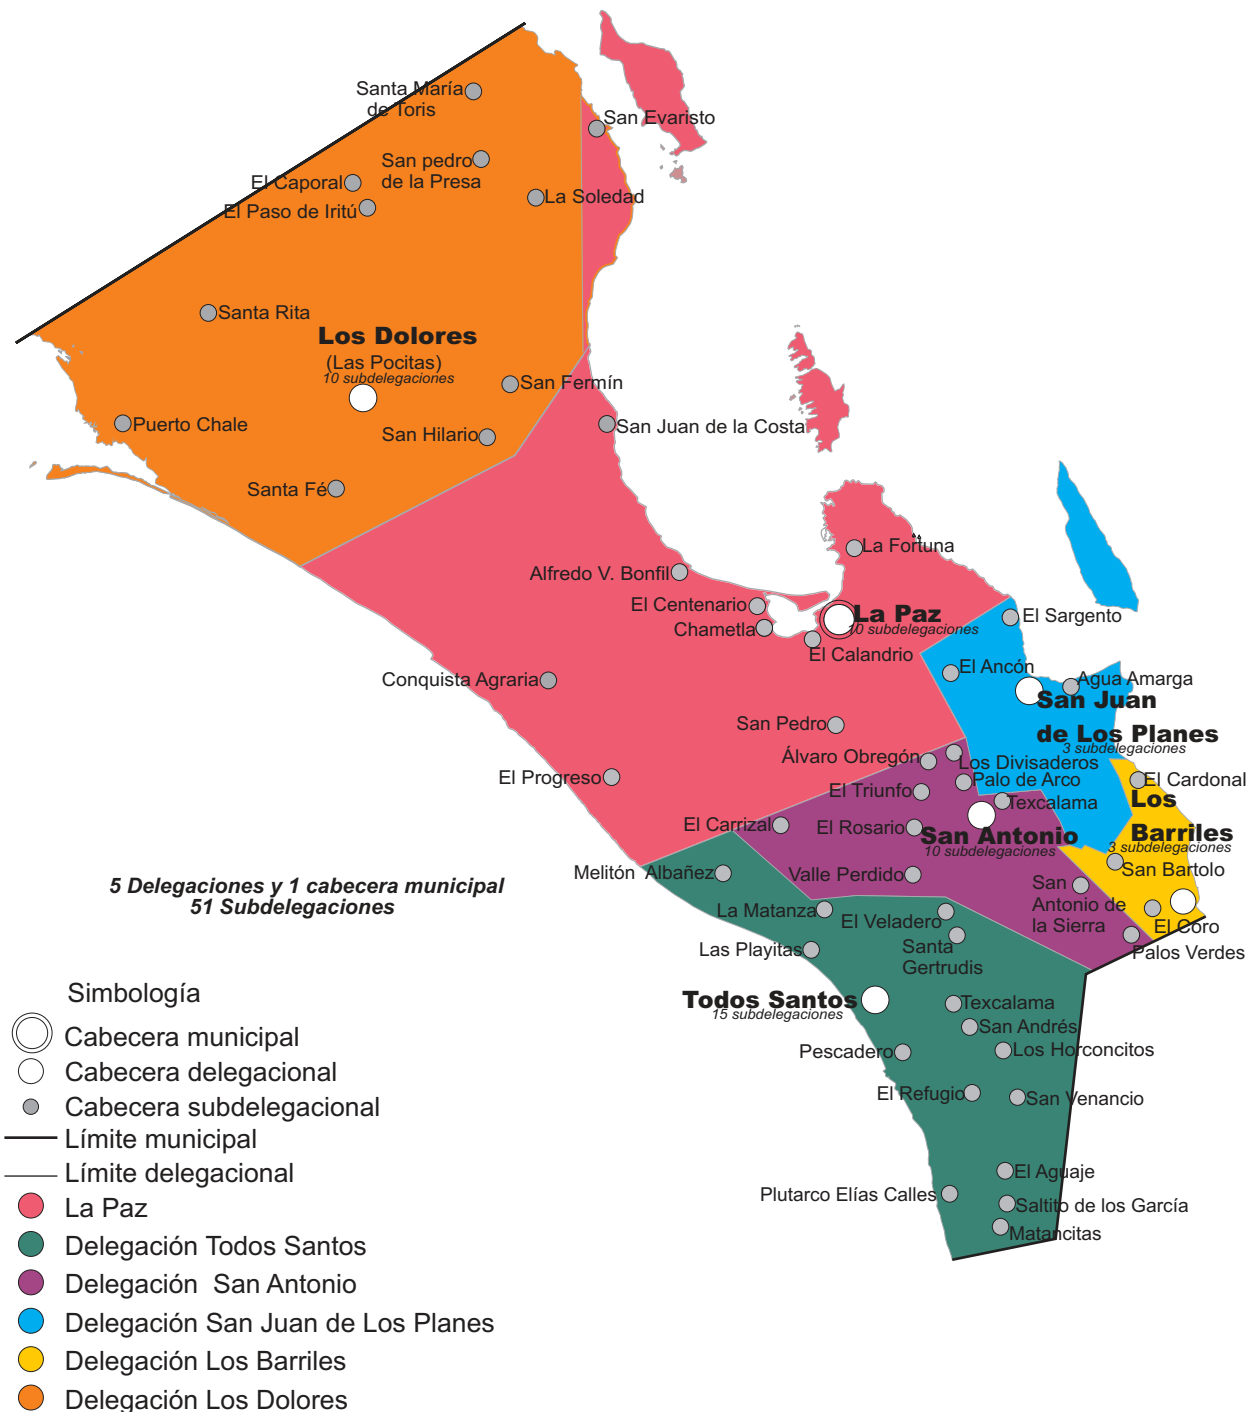 Santa María
de Toris
San Evaristo
San pedro
de la Presa
El Caporal
La Soledad
El Paso de Iritú
Santa Rita
Los Dolores
(Las Pocitas)
10 subdelegaciones
San Fermín
Puerto Chale
San Hilario
San Juan de la Costa
Santa Fé
La Fortuna
Alfredo V. Bonfil
El Centenario
La Paz
10 subdelegaciones
Chametla
El Calandrio
El Sargento
El Ancón
Conquista Agraria
Agua Amarga
San Juan
de Los Planes
3 subdelegaciones
San Pedro
Álvaro Obregón
Los Divisaderos
El Progreso
Palo de Arco
El Cardonal
El Triunfo
Texcalama
Los
Barriles
3 subdelegaciones
El Carrizal
El Rosario
San Antonio
10 subdelegaciones
Melitón Albañez
Valle Perdido
San Bartolo
San
Antonio de
la Sierra
5 Delegaciones y 1 cabecera municipal
51 Subdelegaciones
La Matanza
El Veladero
El Coro
Las Playitas
Santa
Gertrudis
Palos Verdes
Todos Santos
15 subdelegaciones
Texcalama
San Andrés
Pescadero
Los Horconcitos
El Refugio
San Venancio
El Aguaje
Plutarco Elías Calles
Saltito de los García
Matancitas
Simbología
Cabecera municipal
Cabecera delegacional
Cabecera subdelegacional
Límite municipal
Límite delegacional
La Paz
Delegación Todos Santos
Delegación San Antonio
Delegación San Juan de Los Planes
Delegación Los Barriles
Delegación Los Dolores